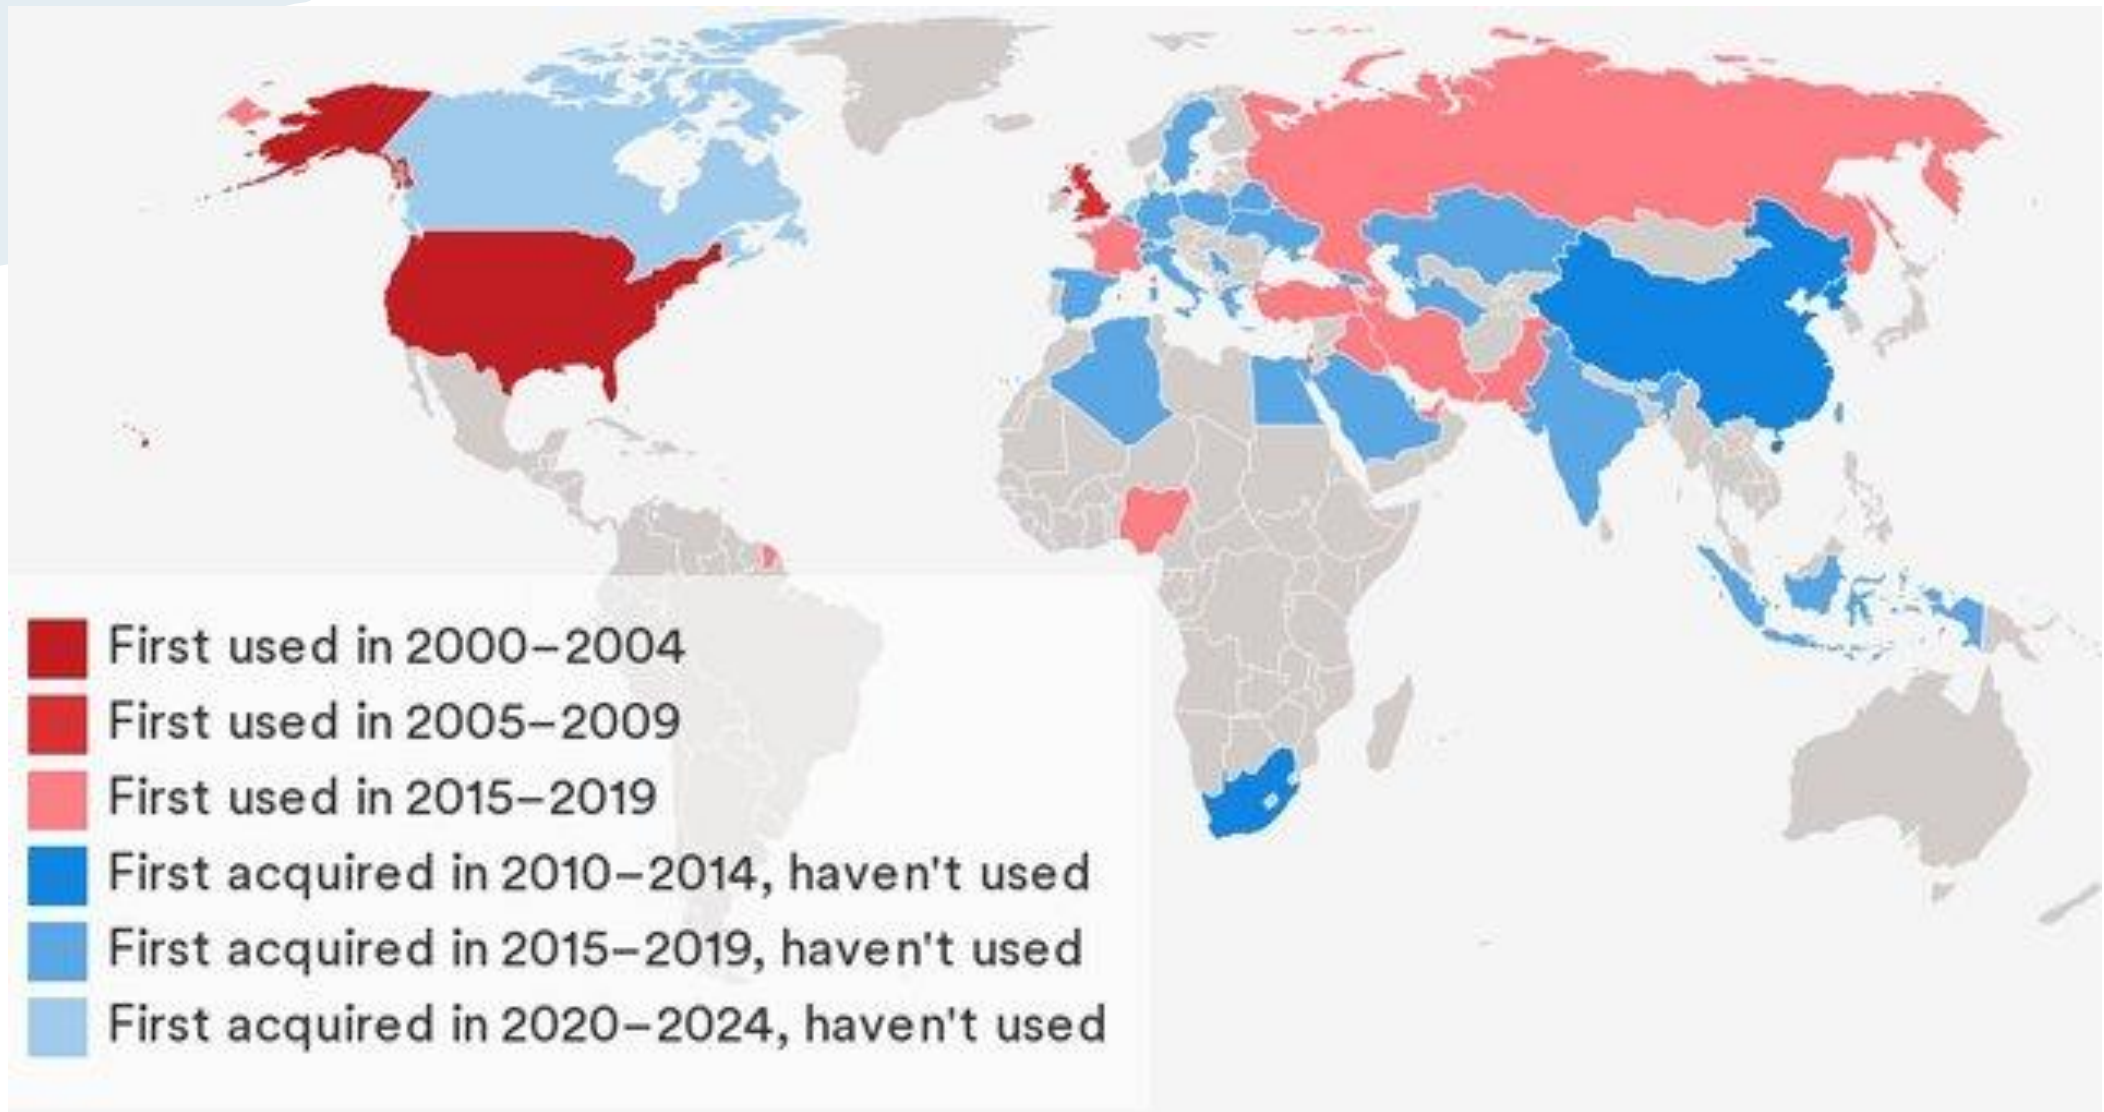 First used in 2000–2004
First used in 2005–2009
First used in 2015–2019
First acquired in 2010–2014, haven't used
First acquired in 2015–2019, haven't used
First acquired in 2020–2024, haven't used